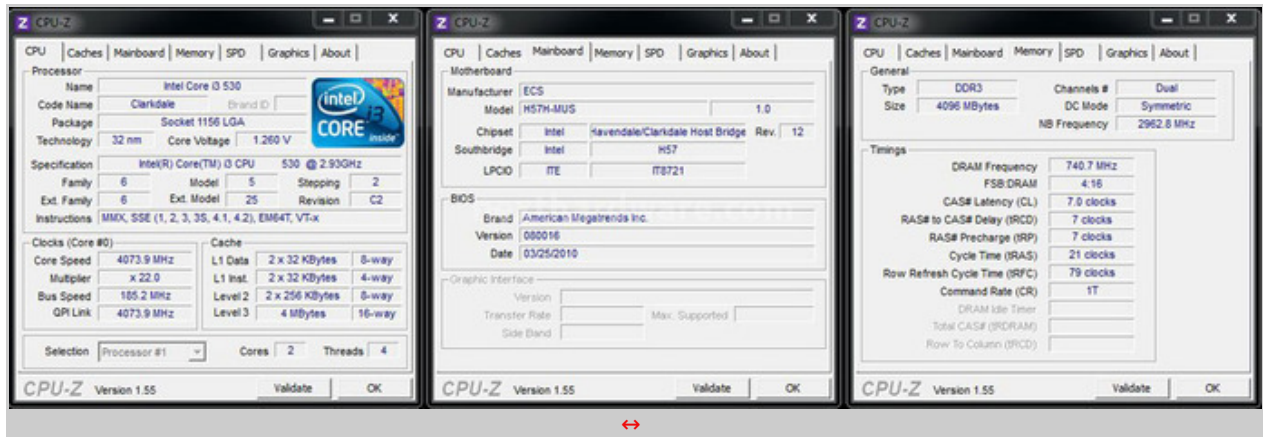 CPU-Z
CPU Caches Mainboard Memory SPD Graphics About
Processor
Name Intel Core i3 530
Code Name Clarkdale Brand ID
Package Socket 1156 LGA
Technology 32 nm Core Voltage 1.260 V
Specification Intel(R) Core(TM) i3 CPU 530 @ 2.93GHz
Family 6 Model 5 Stepping 2
Ext. Family 6 Ext. Model 25 Revision C2
Instructions MMX, SSE (1, 2, 3, 3S, 4.1, 4.2), EM64T, VT-x
intel
CORE i3 inside
Clocks (Core #0)
Core Speed 4073.9 MHz
Multiplier x 22.0
Bus Speed 185.2 MHz
QPI Link 4073.9 MHz
Cache
L1 Data 2 x 32 KBytes 8-way
L1 Inst. 2 x 32 KBytes 4-way
Level 2 2 x 256 KBytes 8-way
Level 3 4 MBytes 16-way
Selection Processor #1 Cores 2 Threads 4
CPU-Z Version 1.55 Validate OK
CPU-Z
CPU Caches Mainboard Memory SPD Graphics About
Motherboard
Manufacturer ECS
Model H57H-MUS 1.0
Chipset Intel Havendale/Clarkdale Host Bridge Rev. 12
Southbridge Intel H57
LPCIO ITE IT8721
BIOS
Brand American Megatrends Inc.
Version 080016
Date 03/25/2010
Graphic Interface
Version
Transfer Rate Max. Supported
Side Band
CPU-Z Version 1.55 Validate OK
CPU-Z
CPU Caches Mainboard Memory SPD Graphics About
General
Type DDR3 Channels # Dual
Size 4096 MBytes DC Mode Symmetric
NB Frequency 2962.8 MHz
Timings
DRAM Frequency 740.7 MHz
FSB:DRAM 4:16
CAS# Latency (CL) 7.0 clocks
RAS# to CAS# Delay (tRCD) 7 clocks
RAS# Precharge (tRP) 7 clocks
Cycle Time (tRAS) 21 clocks
Row Refresh Cycle Time (tRFC) 79 clocks
Command Rate (CR) 1T
DRAM Idle Timer
Total CAS# (tRDRAM)
Row To Column (tRCD)
CPU-Z Version 1.55 Validate OK